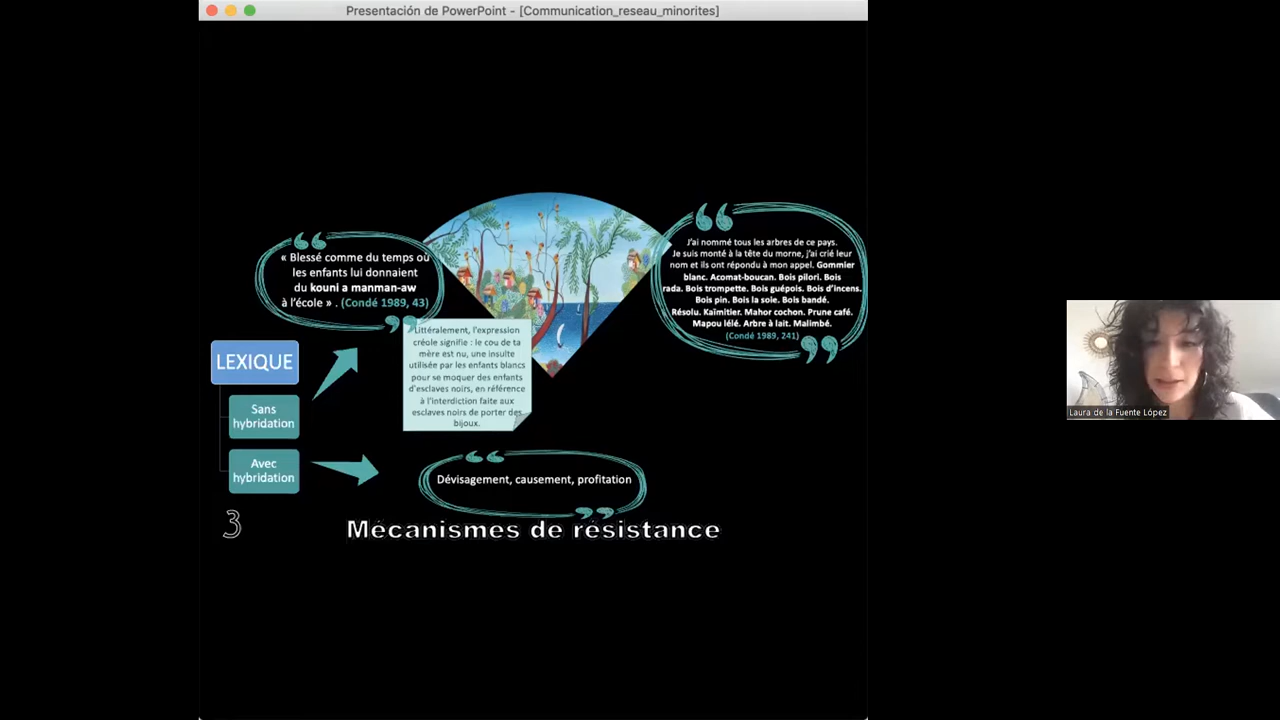 Presentación de PowerPoint - [Communication_reseau_minorites]
« Blessé comme du temps où
les enfants lui donnaient
du kouni a manman-aw
à l'école » . (Condé 1989, 43)
J'ai nommé tous les arbres de ce pays.
Je suis monté à la tête du morne, j'ai crié leur
nom et ils ont répondu à mon appel. Gommier
blanc. Acomat-boucan. Bois pilori. Bois
rada. Bois trompette. Bois guépois. Bois d'incens.
Bois pin. Bois la soie. Bois bandé.
Résolu. Kaïmitier. Mahor cochon. Prune café.
Mapou lélé. Arbre à lait. Malimbé.
(Condé 1989, 241)
Littéralement, l'expression
créole signifie : le cou de ta
mère est nu, une insulte
utilisée par les enfants blancs
pour se moquer des enfants
d'esclaves noirs, en référence
à l'interdiction faite aux
esclaves noirs de porter des
bijoux.
LEXIQUE
Sans
hybridation
Avec
hybridation
Dévisagement, causement, profitation
3
Mécanismes de résistance
Laura de la Fuente López